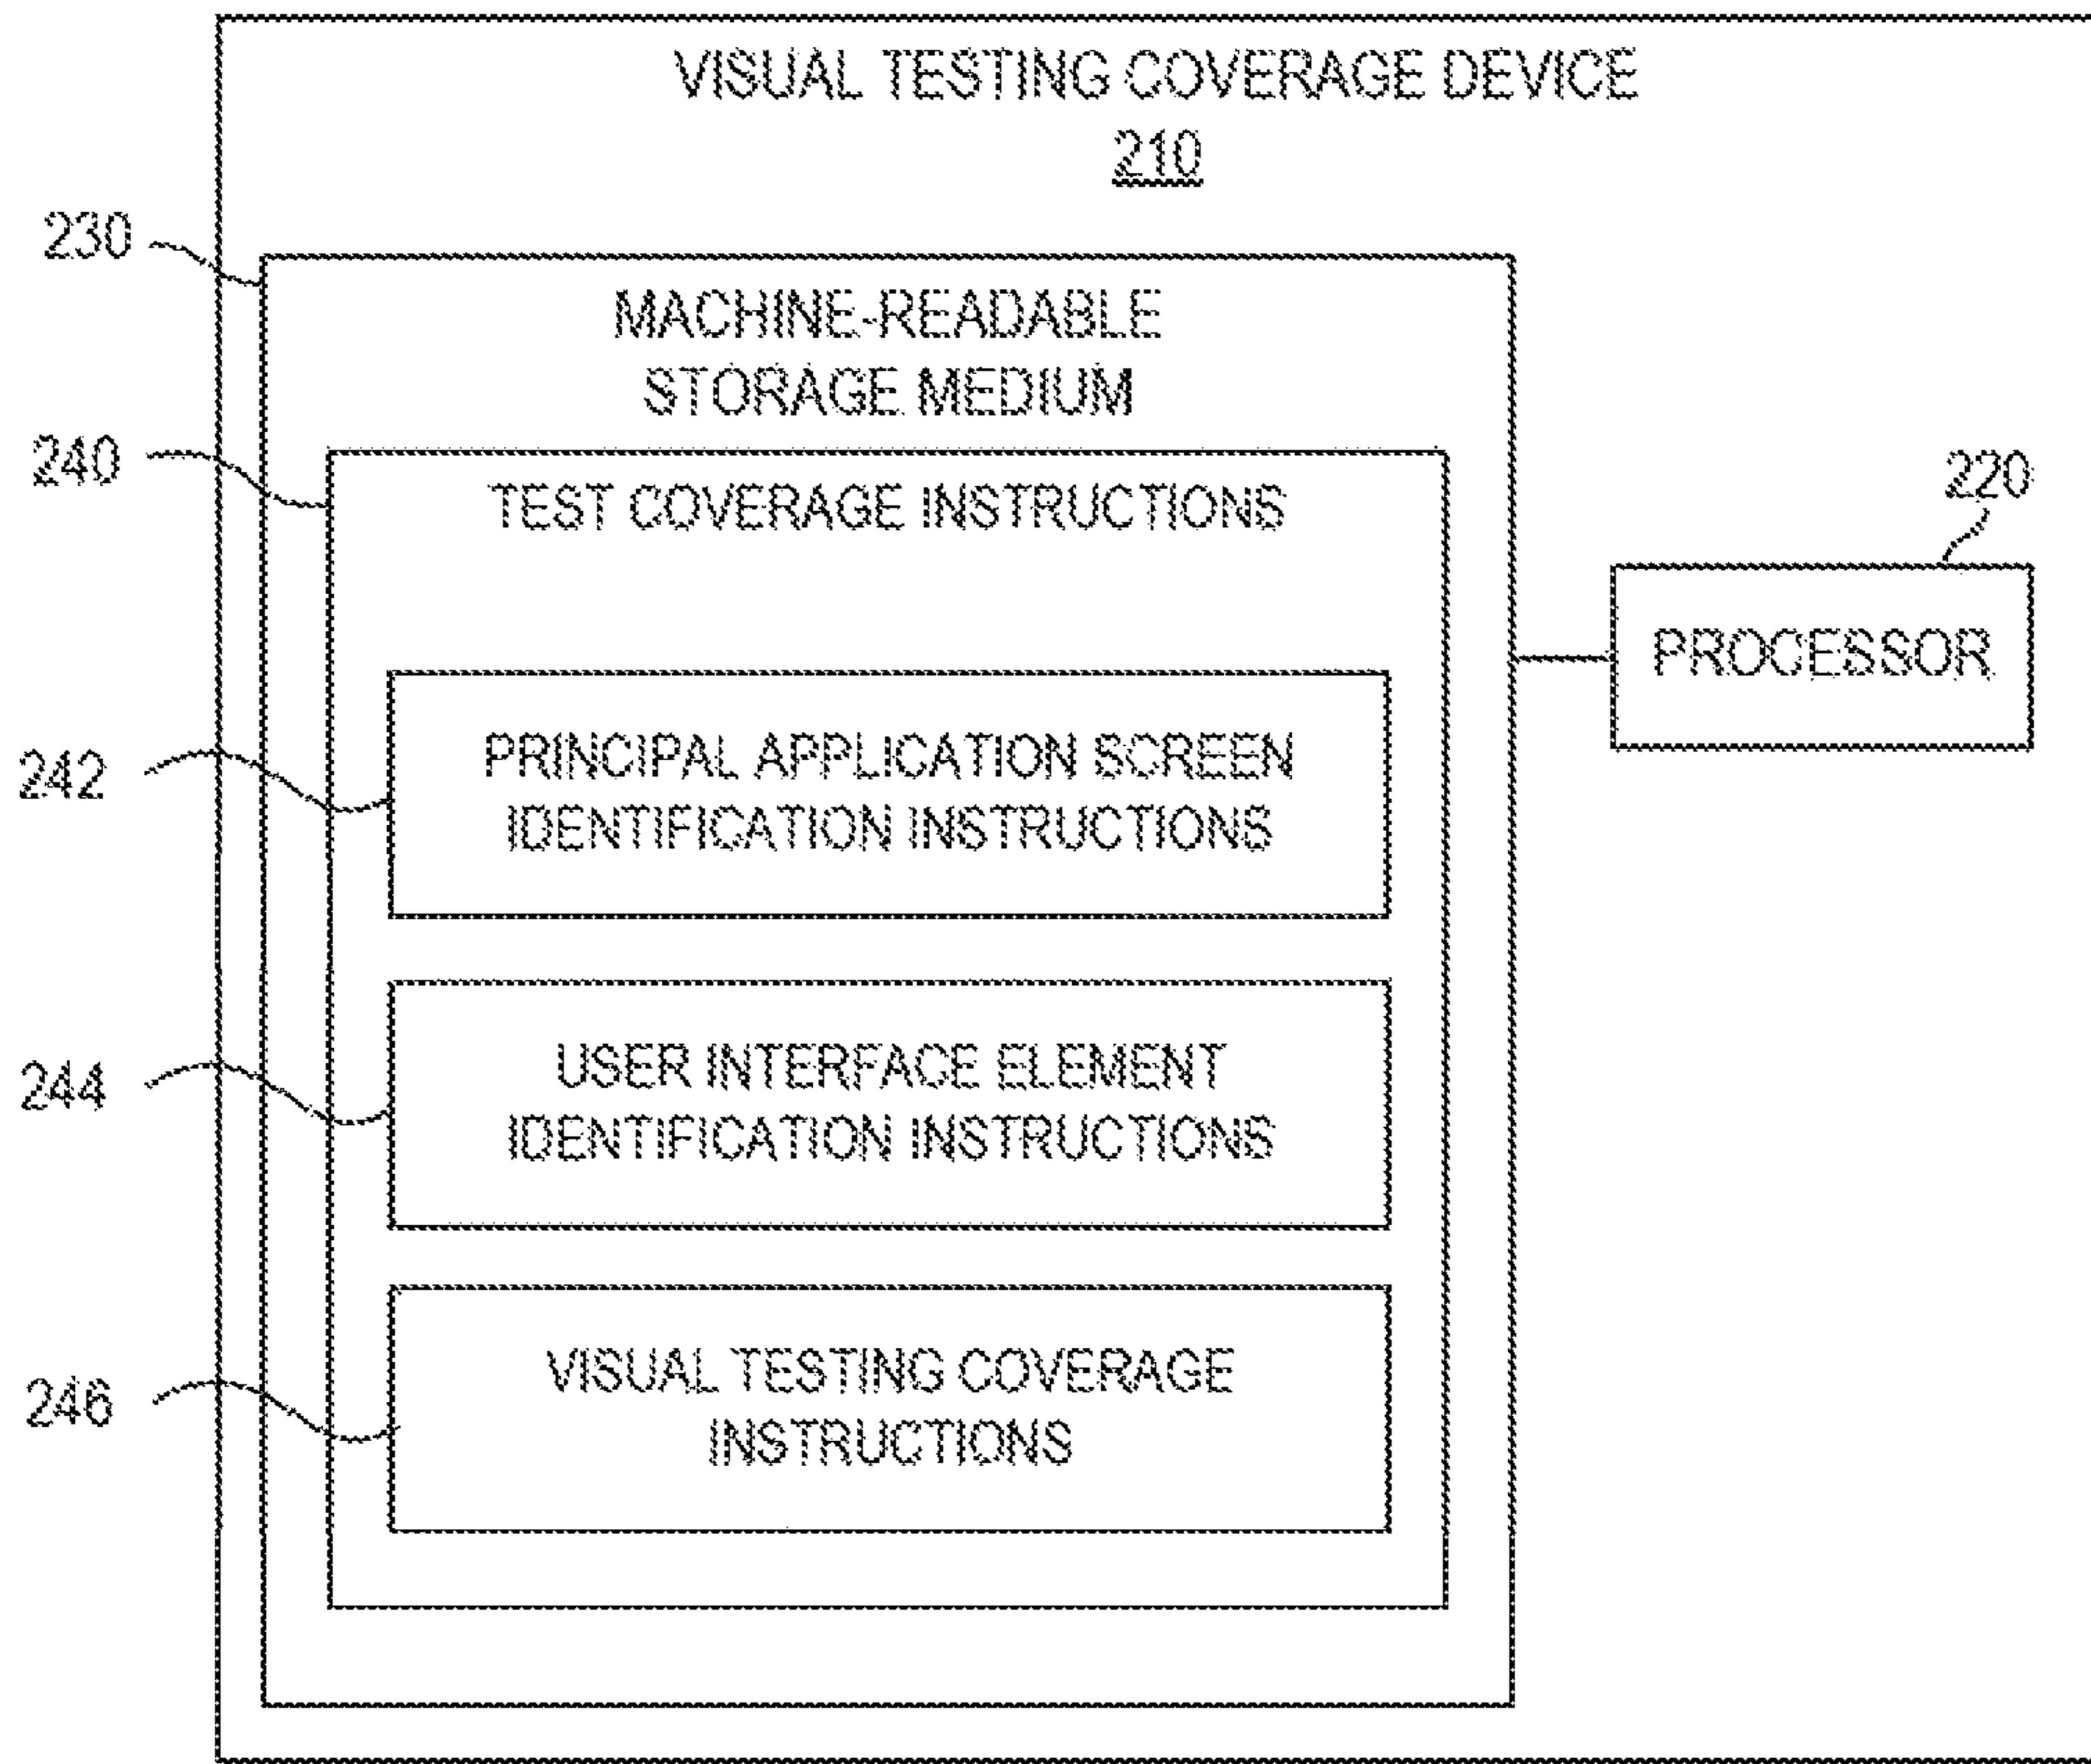 VISUAL TESTING COVERAGE DEVICE
210
230
MACHINE-READABLE
STORAGE MEDIUM
240
TEST COVERAGE INSTRUCTIONS
220
PROCESSOR
242
PRINCIPAL APPLICATION SCREEN
IDENTIFICATION INSTRUCTIONS
244
USER INTERFACE ELEMENT
IDENTIFICATION INSTRUCTIONS
246
VISUAL TESTING COVERAGE
INSTRUCTIONS